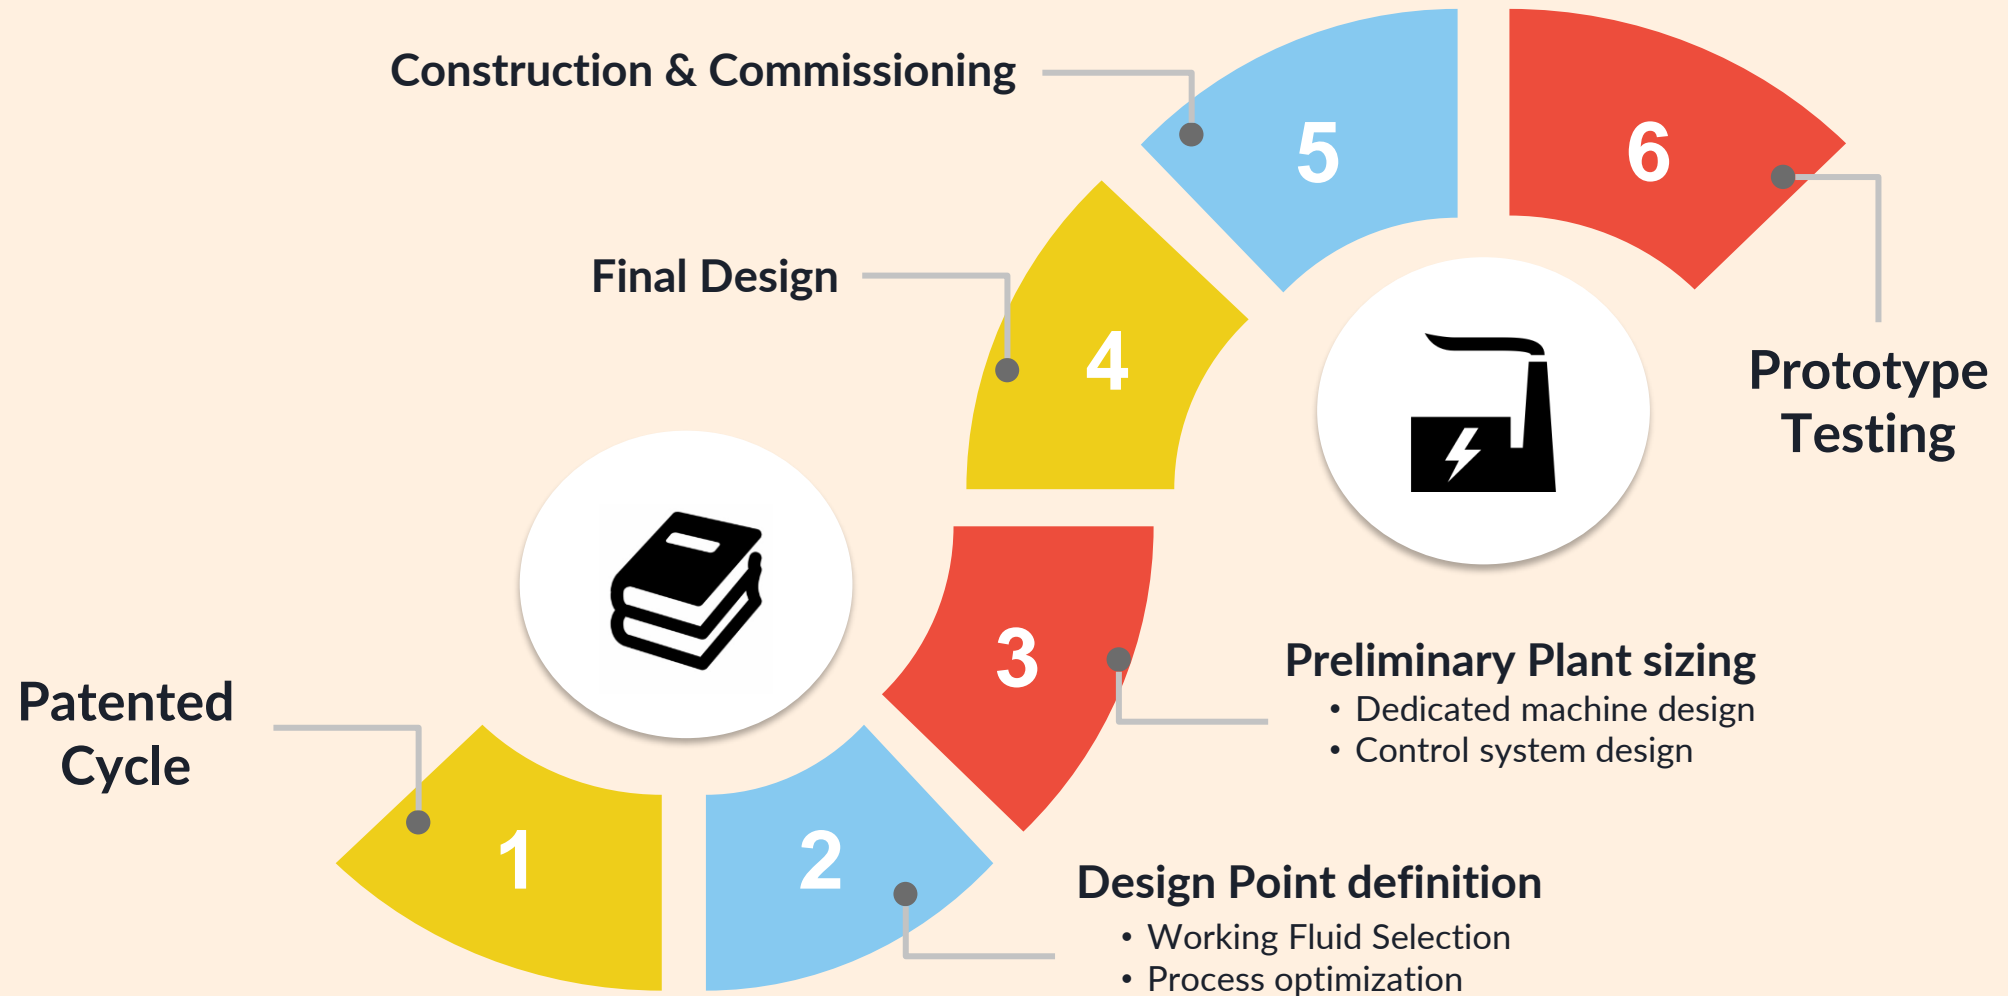 Construction & Commissioning
5
6
Final Design
4
Prototype
Testing
3
Preliminary Plant sizing
• Dedicated machine design
• Control system design
Patented
Cycle
1
2
Design Point definition
• Working Fluid Selection
• Process optimization